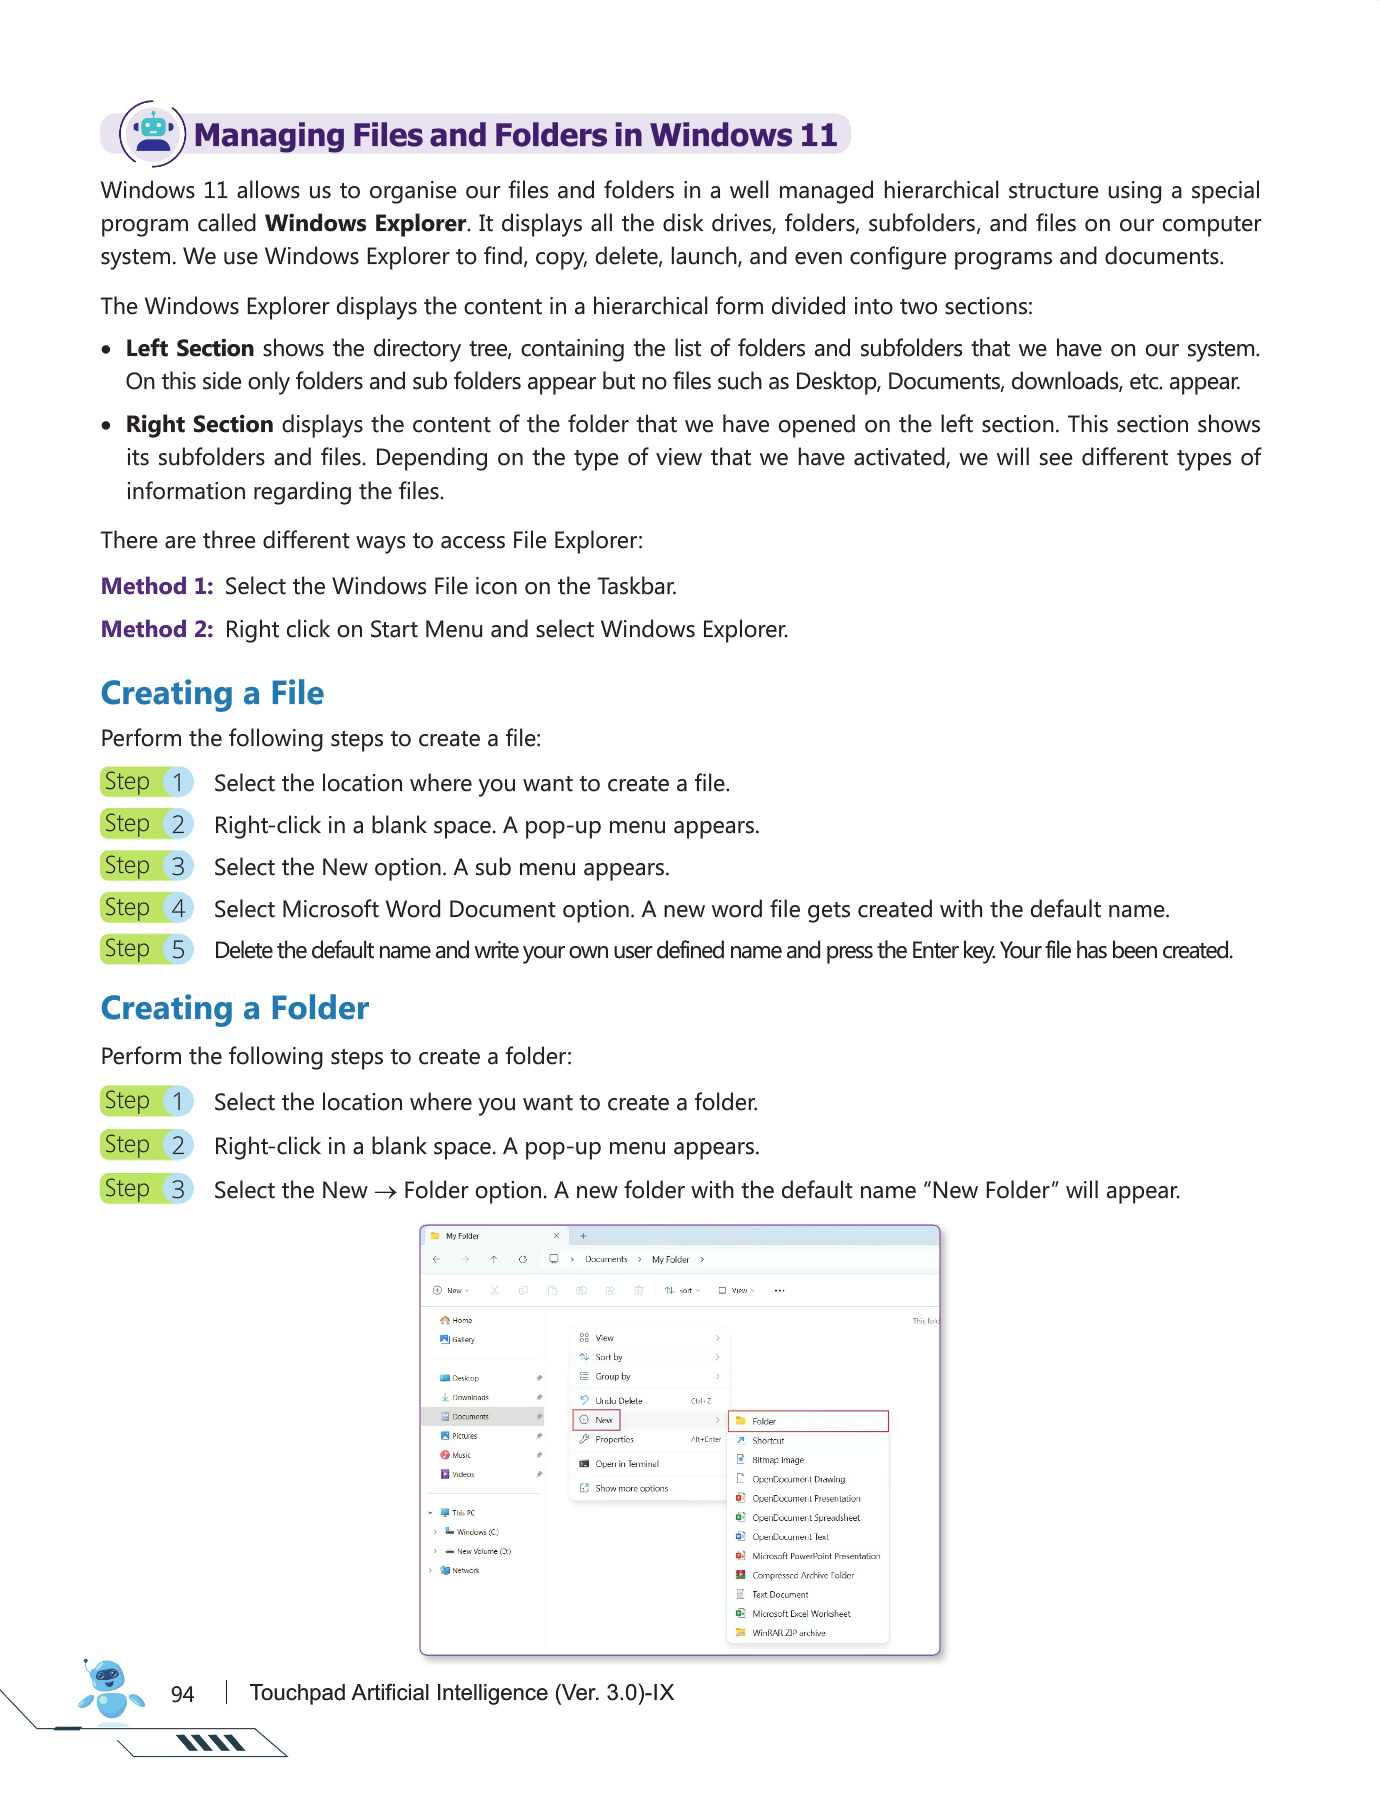 Managing Files and Folders in Windows 11
Windows 11 allows us to organise our files and folders in a well managed hierarchical structure using a special
program called Windows Explorer. It displays all the disk drives, folders, subfolders, and files on our computer
system. We use Windows Explorer to find, copy, delete, launch, and even configure programs and documents.
The Windows Explorer displays the content in a hierarchical form divided into two sections:
• Left Section shows the directory tree, containing the list of folders and subfolders that we have on our system.
On this side only folders and sub folders appear but no files such as Desktop, Documents, downloads, etc. appear.
• Right Section displays the content of the folder that we have opened on the left section. This section shows
its subfolders and files. Depending on the type of view that we have activated, we will see different types of
information regarding the files.
There are three different ways to access File Explorer:
Method 1: Select the Windows File icon on the Taskbar.
Method 2: Right click on Start Menu and select Windows Explorer.
Creating a File
Perform the following steps to create a file:
Step 1 Select the location where you want to create a file.
Step 2 Right-click in a blank space. A pop-up menu appears.
Step 3 Select the New option. A sub menu appears.
Step 4 Select Microsoft Word Document option. A new word file gets created with the default name.
Step 5 Delete the default name and write your own user defined name and press the Enter key. Your file has been created.
Creating a Folder
Perform the following steps to create a folder:
Step 1 Select the location where you want to create a folder.
Step 2 Right-click in a blank space. A pop-up menu appears.
Step 3 Select the New → Folder option. A new folder with the default name “New Folder” will appear.
My Folder
Documents > My Folder >
New
Sort
View
Home
Gallery
Desktop
Downloads
Documents
Pictures
Music
Videos
This PC
Windows (C:)
New Volume (D:)
Network
This fold
View
Sort by
Group by
Undo Delete Ctrl+Z
New
Properties Alt+Enter
Open in Terminal
Show more options
Folder
Shortcut
Bitmap image
OpenDocument Drawing
OpenDocument Presentation
OpenDocument Spreadsheet
OpenDocument Text
Microsoft PowerPoint Presentation
Compressed Archive Folder
Text Document
Microsoft Excel Worksheet
WinRAR ZIP archive
94 | Touchpad Artificial Intelligence (Ver. 3.0)-IX